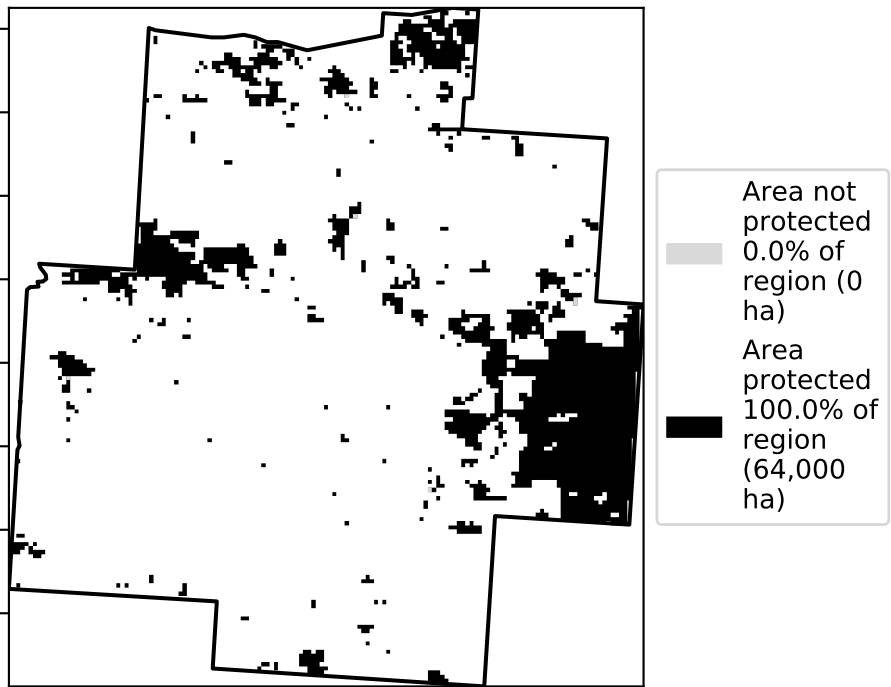 Area not
protected
0.0% of
region (0
ha)
Area
protected
100.0% of
region
(64,000
ha)